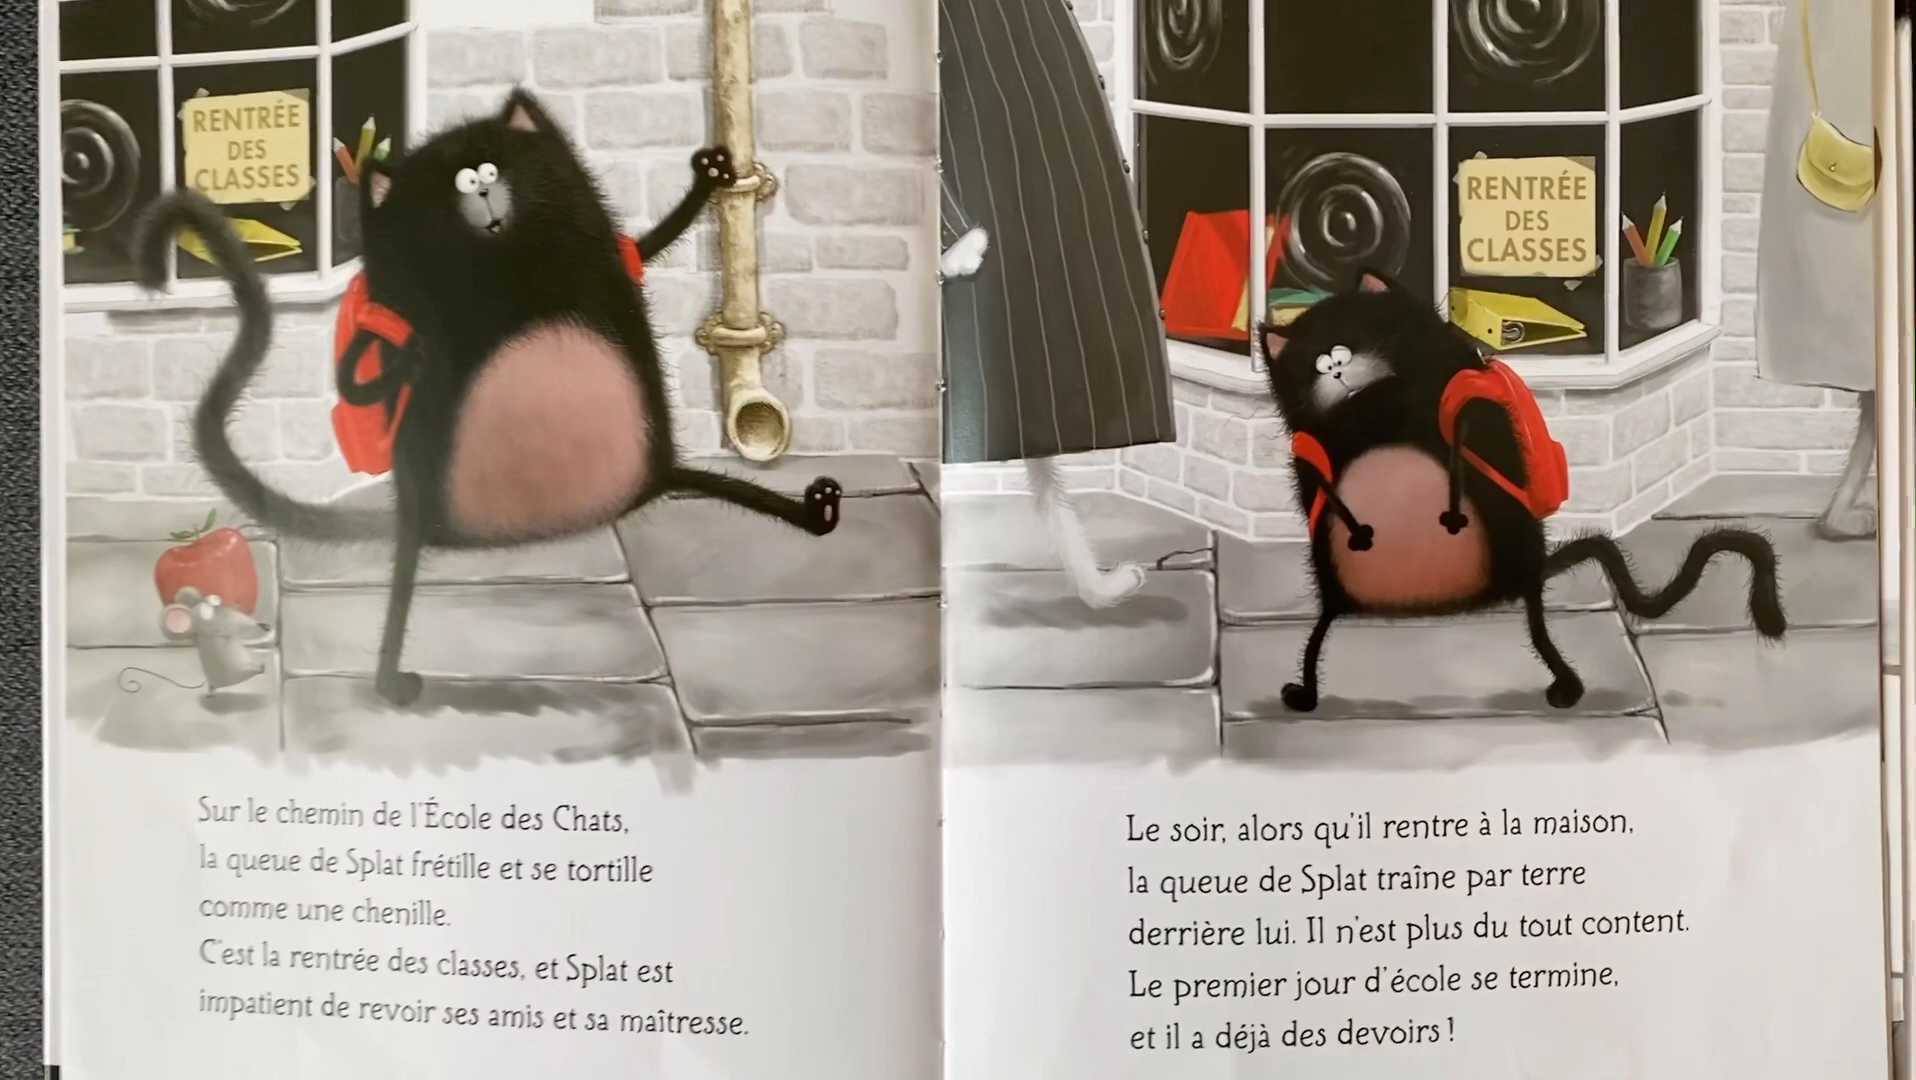 RENTRÉE
DES
CLASSES
Sur le chemin de l'École des Chats,
la queue de Splat frétille et se tortille
comme une chenille.
C'est la rentrée des classes, et Splat est
impatient de revoir ses amis et sa maîtresse.
RENTRÉE
DES
CLASSES
Le soir, alors qu'il rentre à la maison,
la queue de Splat traîne par terre
derrière lui. Il n'est plus du tout content.
Le premier jour d'école se termine,
et il a déjà des devoirs !